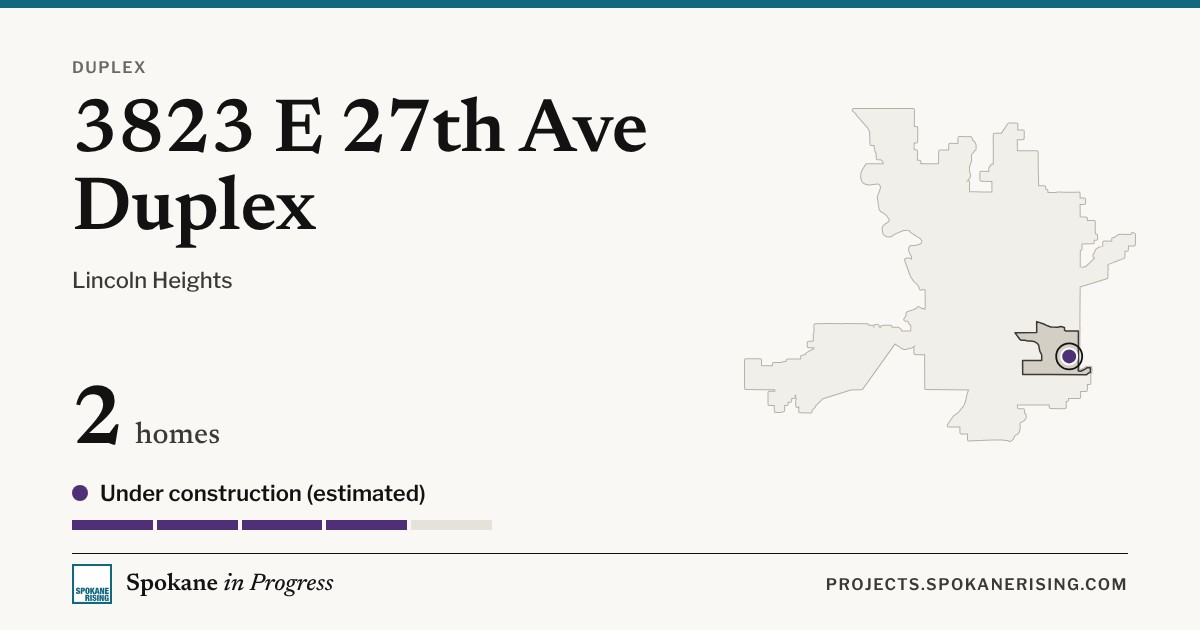 DUPLEX
3823 E 27th Ave
Duplex
Lincoln Heights
2 homes
Under construction (estimated)
SPOKANE
RISING
Spokane in Progress
PROJECTS.SPOKANERISING.COM